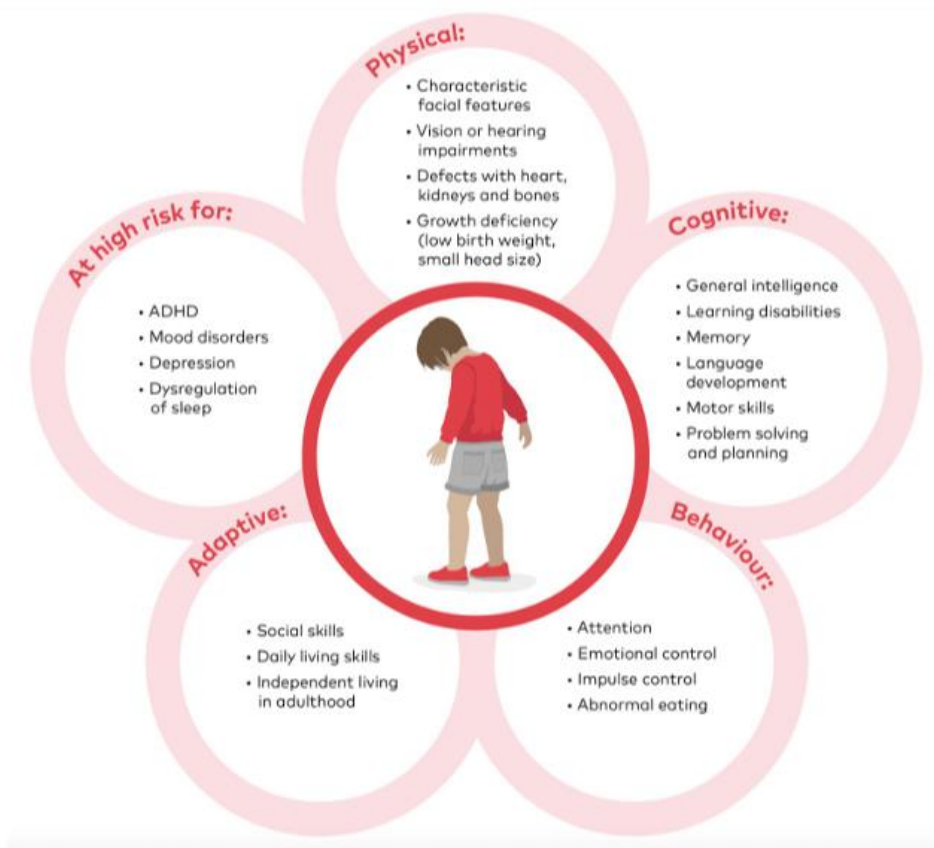 Physical:
• Characteristic
facial features
• Vision or hearing
impairments
• Defects with heart,
kidneys and bones
• Growth deficiency
(low birth weight,
small head size)
Cognitive:
• General intelligence
• Learning disabilities
• Memory
• Language
development
• Motor skills
• Problem solving
and planning
Behaviour:
• Attention
• Emotional control
• Impulse control
• Abnormal eating
Adaptive:
• Social skills
• Daily living skills
• Independent living
in adulthood
At high risk for:
• ADHD
• Mood disorders
• Depression
• Dysregulation
of sleep